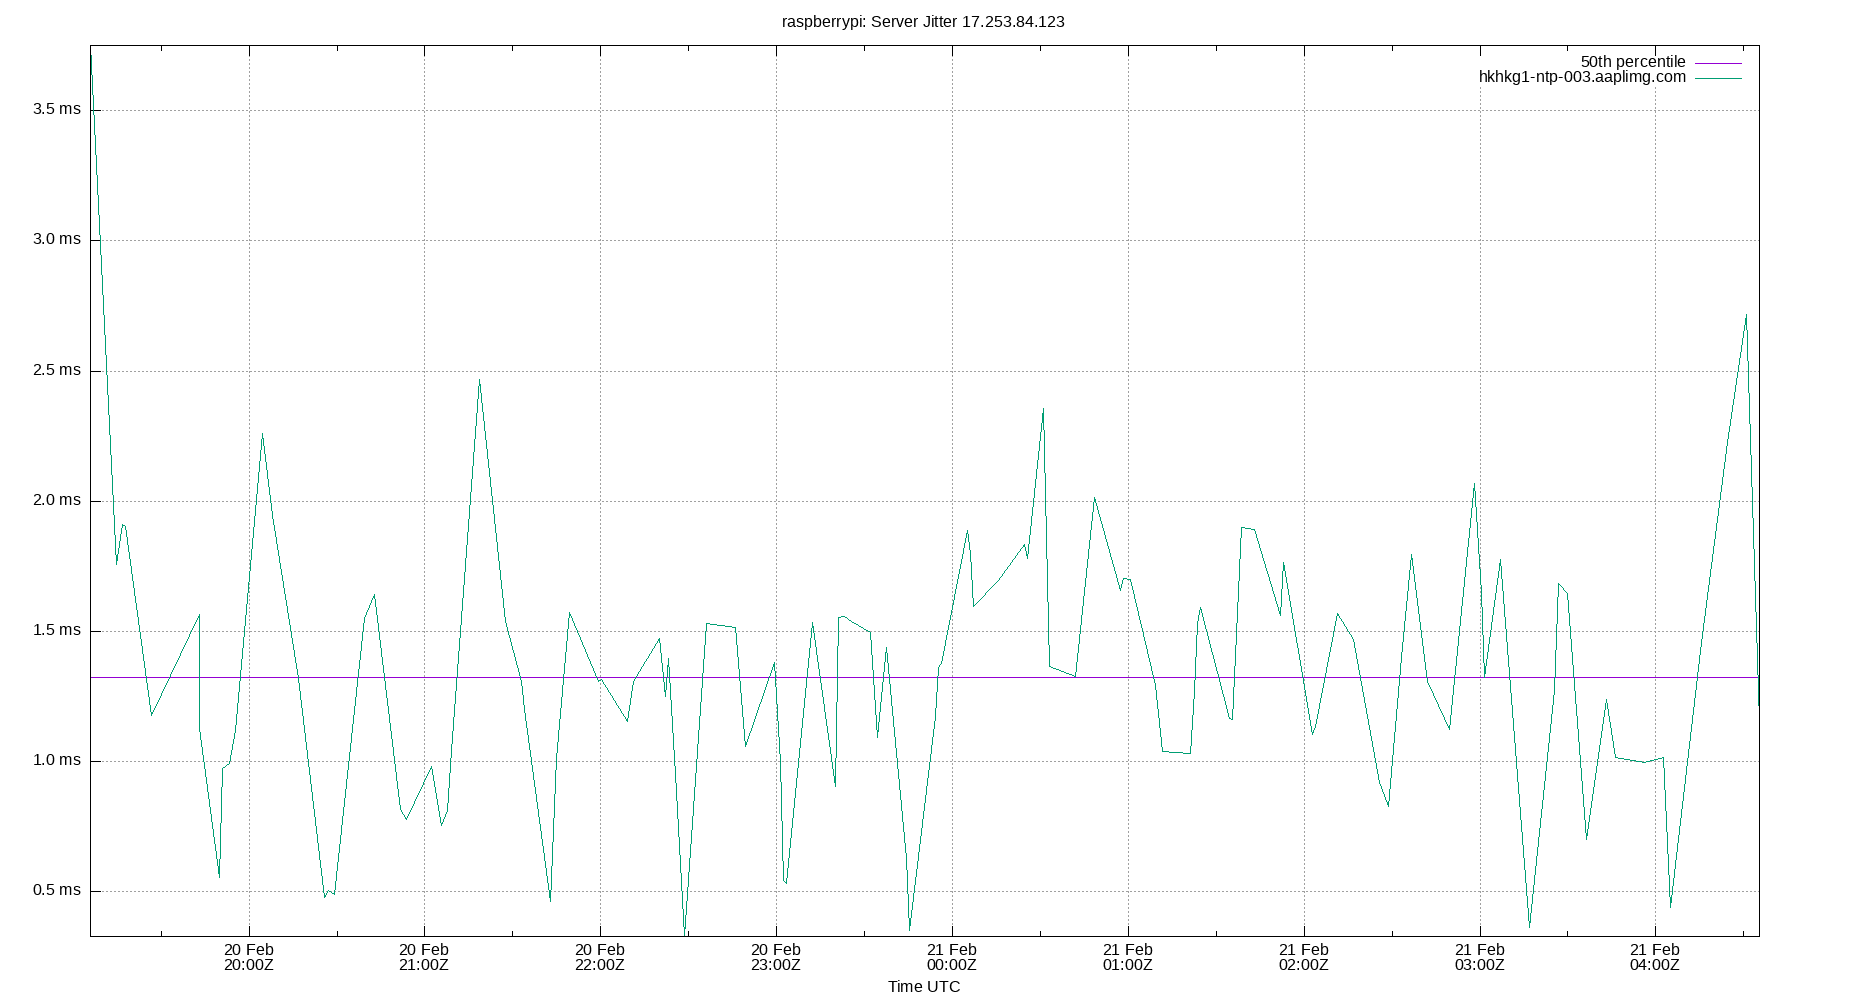 raspberrypi: Server Jitter 17.253.84.123
50th percentile
hkhkg1-ntp-003.aaplimg.com
3.5 ms
3.0 ms
2.5 ms
2.0 ms
1.5 ms
1.0 ms
0.5 ms
20 Feb 20 Feb 20 Feb 20 Feb 21 Feb 21 Feb 21 Feb 21 Feb 21 Feb
20:00Z 21:00Z 22:00Z 23:00Z 00:00Z 01:00Z 02:00Z 03:00Z 04:00Z
Time UTC